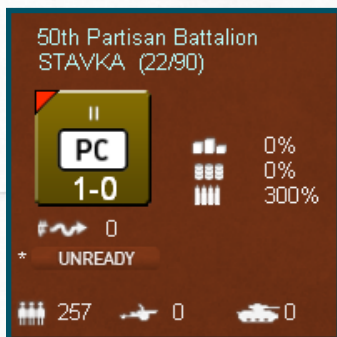 50th Partisan Battalion
STAVKA (22/90)
II
PC
1-0
0%
0%
300%
# 0
* UNREADY
257 0 0